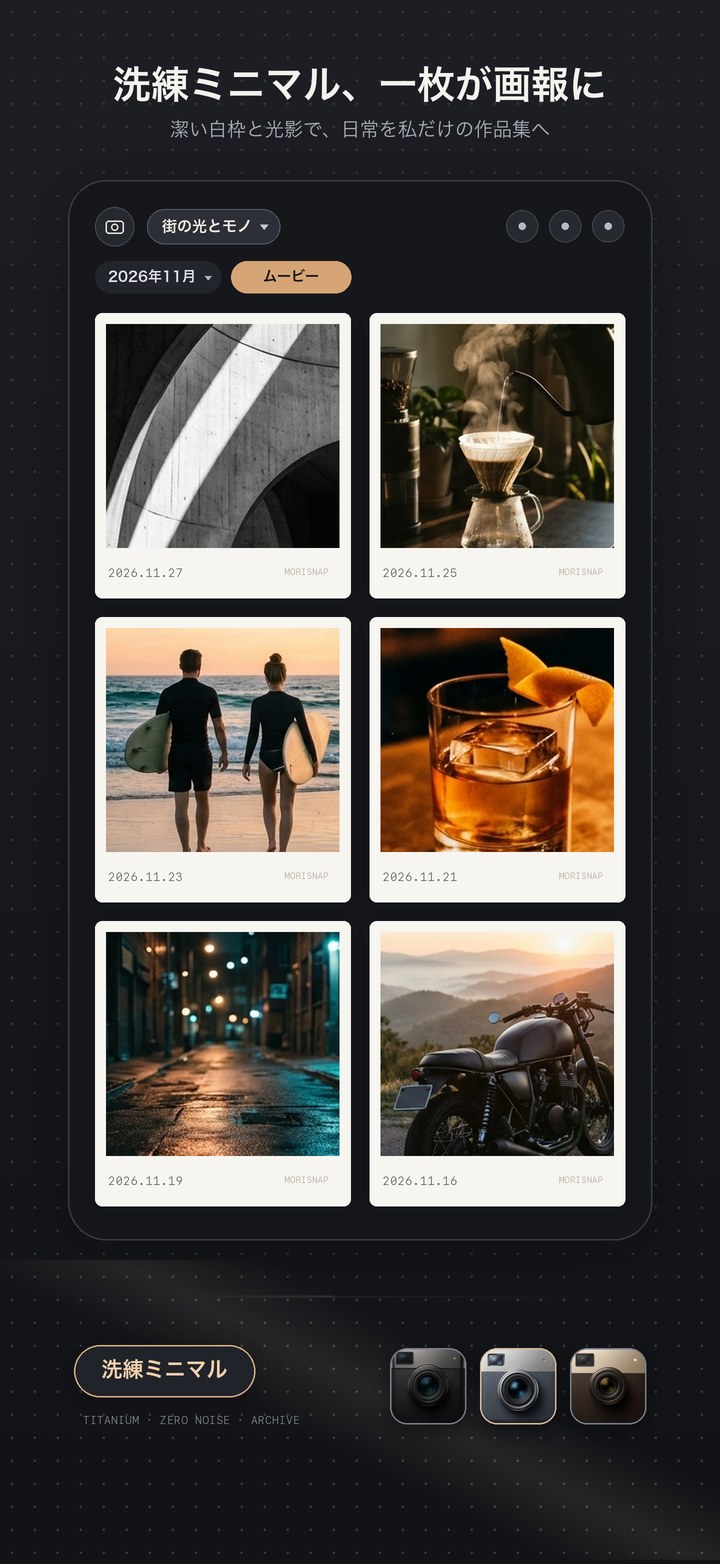 洗練ミニマル、一枚が画報に
潔い白枠と光影で、日常を私だけの作品集へ
街の光とモノ
2026年11月
ムービー
2026.11.27 MORISNAP
2026.11.25 MORISNAP
2026.11.23 MORISNAP
2026.11.21 MORISNAP
2026.11.19 MORISNAP
2026.11.16 MORISNAP
洗練ミニマル
TITANIUM · ZERO NOISE · ARCHIVE